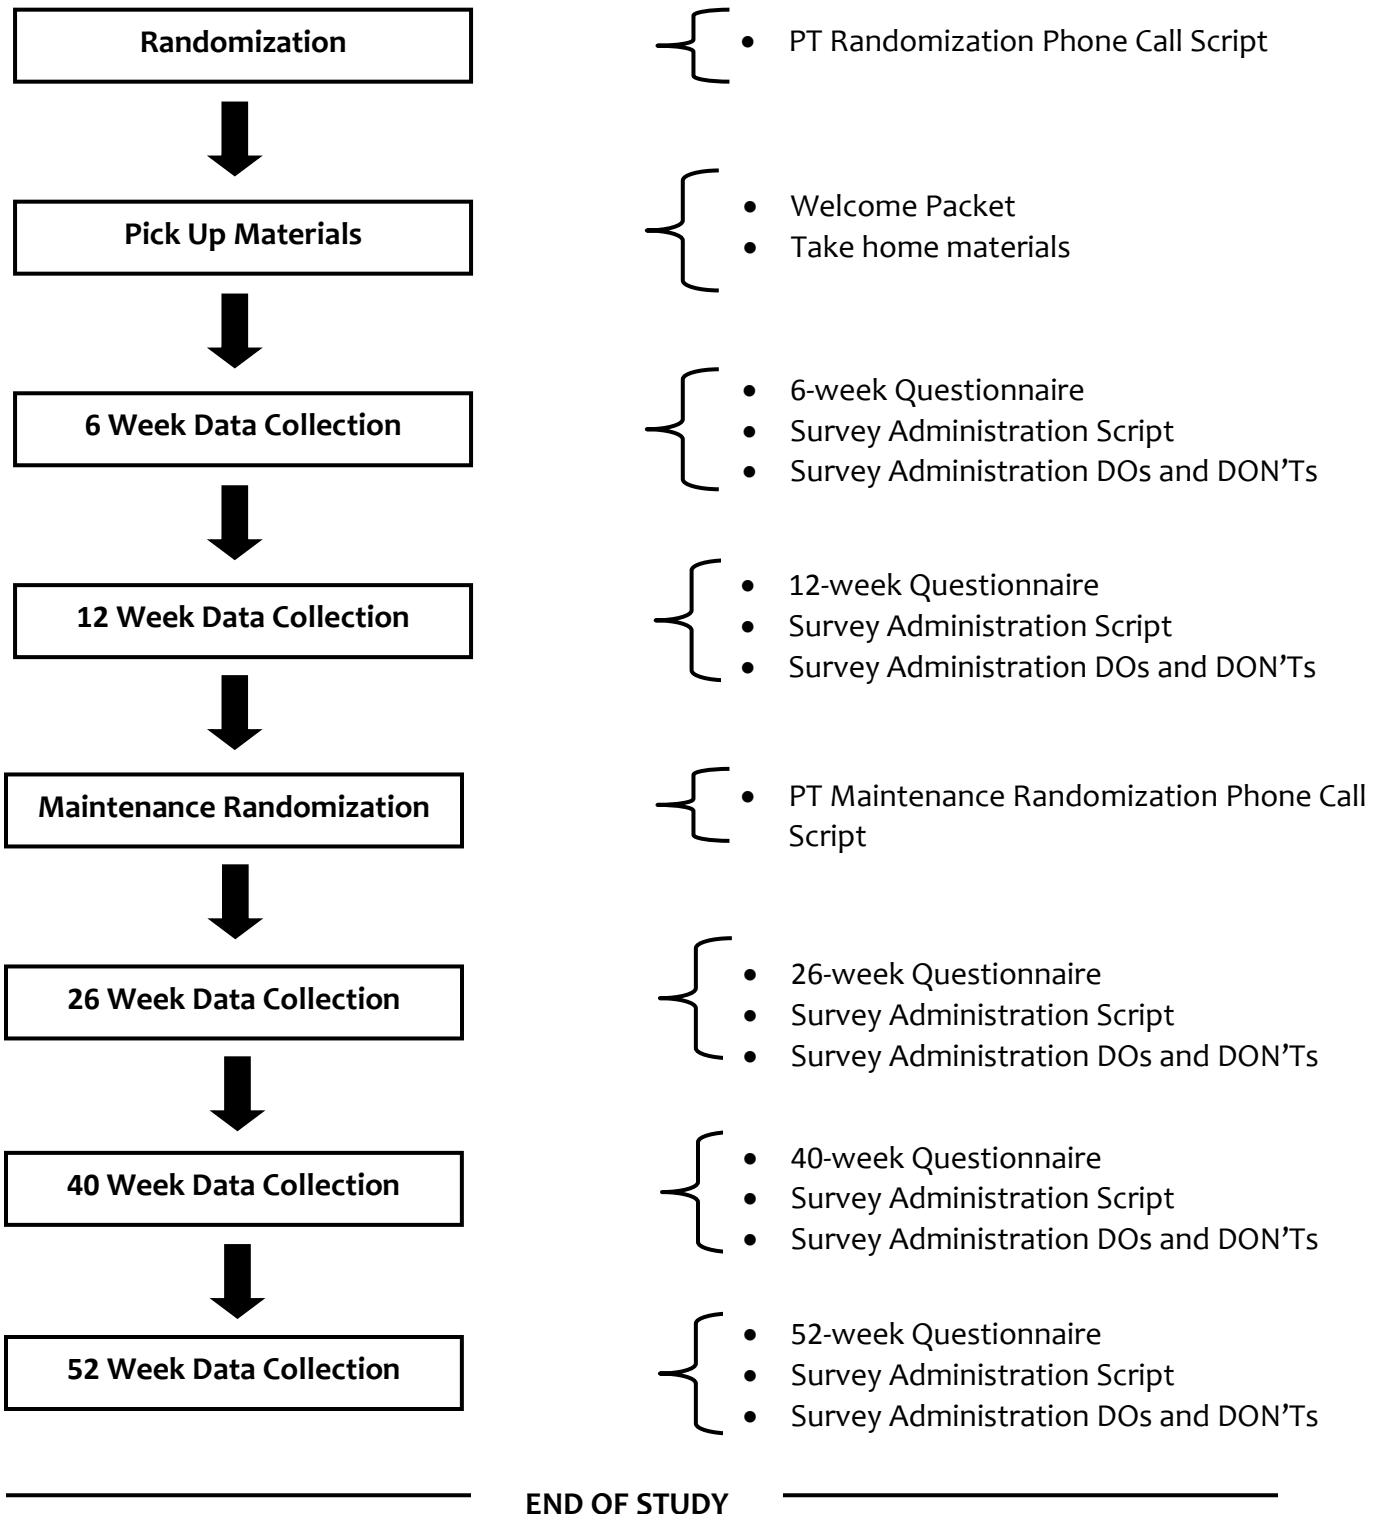 Randomization
• PT Randomization Phone Call Script
Pick Up Materials
• Welcome Packet
• Take home materials
6 Week Data Collection
• 6-week Questionnaire
• Survey Administration Script
• Survey Administration DOs and DON’Ts
12 Week Data Collection
• 12-week Questionnaire
• Survey Administration Script
• Survey Administration DOs and DON’Ts
Maintenance Randomization
• PT Maintenance Randomization Phone Call
Script
26 Week Data Collection
• 26-week Questionnaire
• Survey Administration Script
• Survey Administration DOs and DON’Ts
40 Week Data Collection
• 40-week Questionnaire
• Survey Administration Script
• Survey Administration DOs and DON’Ts
52 Week Data Collection
• 52-week Questionnaire
• Survey Administration Script
• Survey Administration DOs and DON’Ts
END OF STUDY